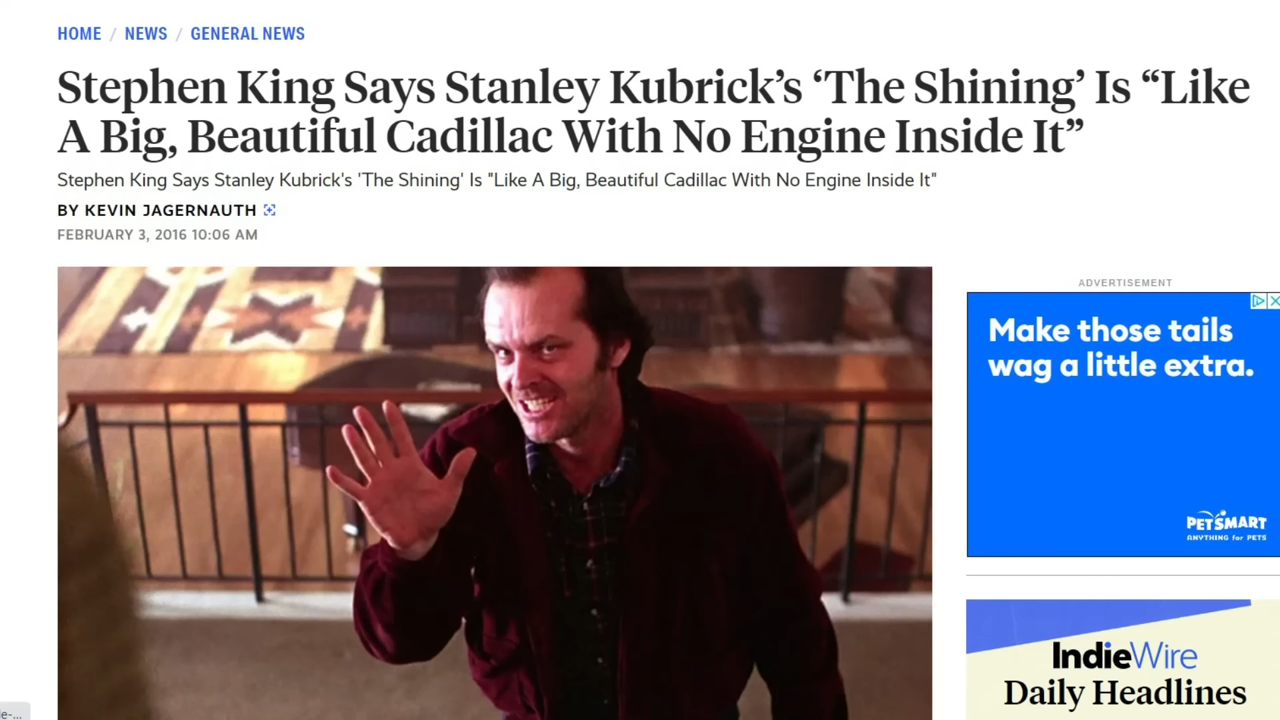 HOME / NEWS / GENERAL NEWS
Stephen King Says Stanley Kubrick’s ‘The Shining’ Is “Like
A Big, Beautiful Cadillac With No Engine Inside It”
Stephen King Says Stanley Kubrick's 'The Shining' Is "Like A Big, Beautiful Cadillac With No Engine Inside It"
BY KEVIN JAGERNAUTH
FEBRUARY 3, 2016 10:06 AM
ADVERTISEMENT
Make those tails
wag a little extra.
PETSMART
ANYTHING for PETS
IndieWire
Daily Headlines